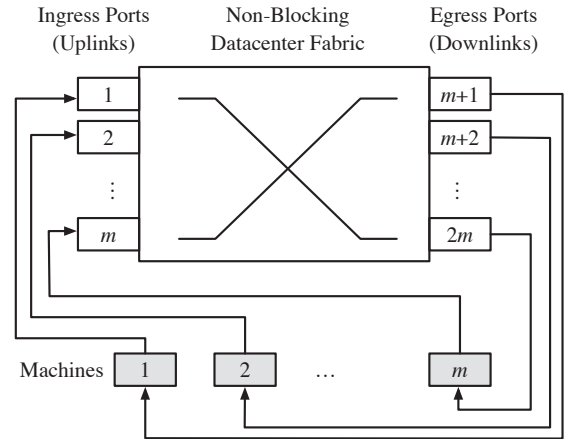 Ingress Ports
(Uplinks)
Non-Blocking
Datacenter Fabric
Egress Ports
(Downlinks)
1
2
⋮
m
m+1
m+2
⋮
2m
Machines
1
2
...
m